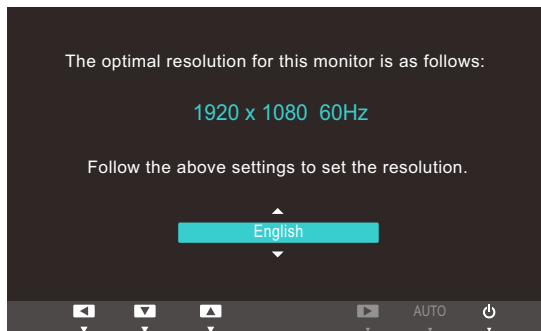 The optimal resolution for this monitor is as follows:
1920 x 1080 60Hz
Follow the above settings to set the resolution.
English
AUTO